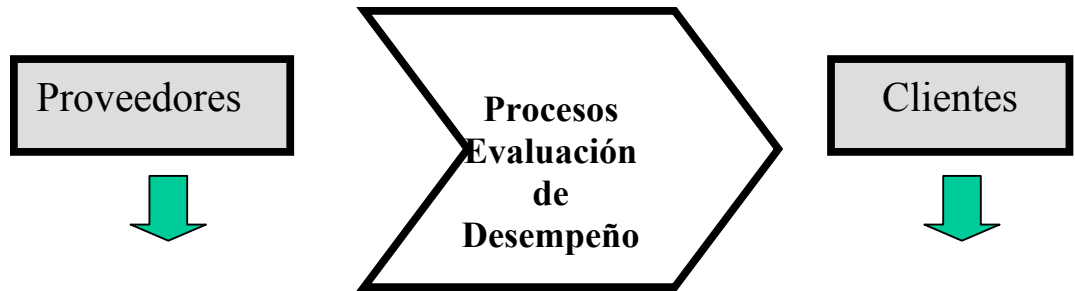 Proveedores
Procesos
Evaluación
de
Desempeño
Clientes